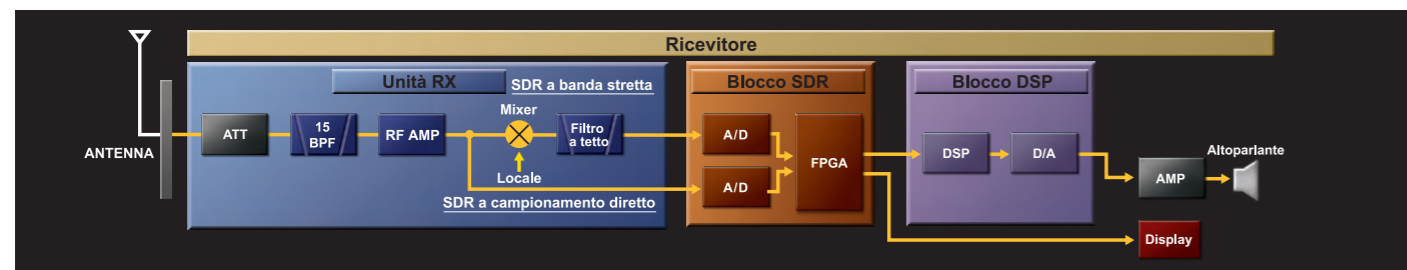 Ricevitore
Unità RX
SDR a banda stretta
Blocco SDR
Blocco DSP
Mixer
ANTENNA
ATT
15
BPF
RF AMP
Filtro
a tetto
A/D
FPGA
DSP
D/A
Altoparlante
Locale
A/D
AMP
SDR a campionamento diretto
Display